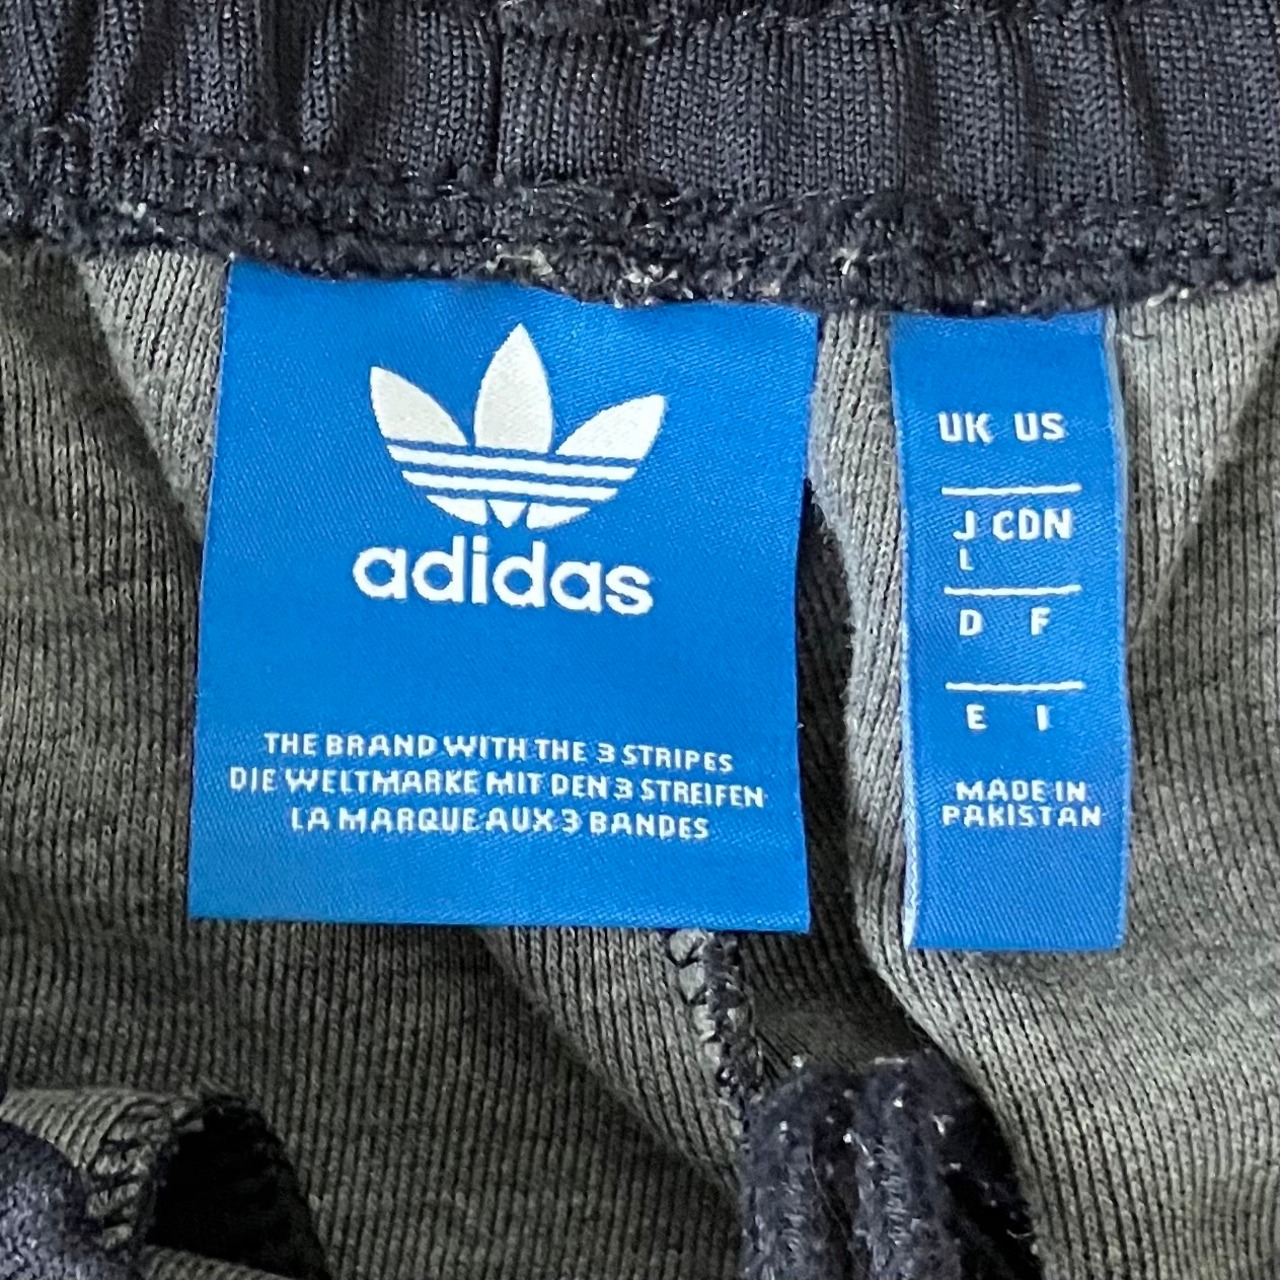 adidas
THE BRAND WITH THE 3 STRIPES
DIE WELTMARKE MIT DEN 3 STREIFEN
LA MARQUE AUX 3 BANDES
UK US
J CDN
L
D F
E I
MADE IN
PAKISTAN